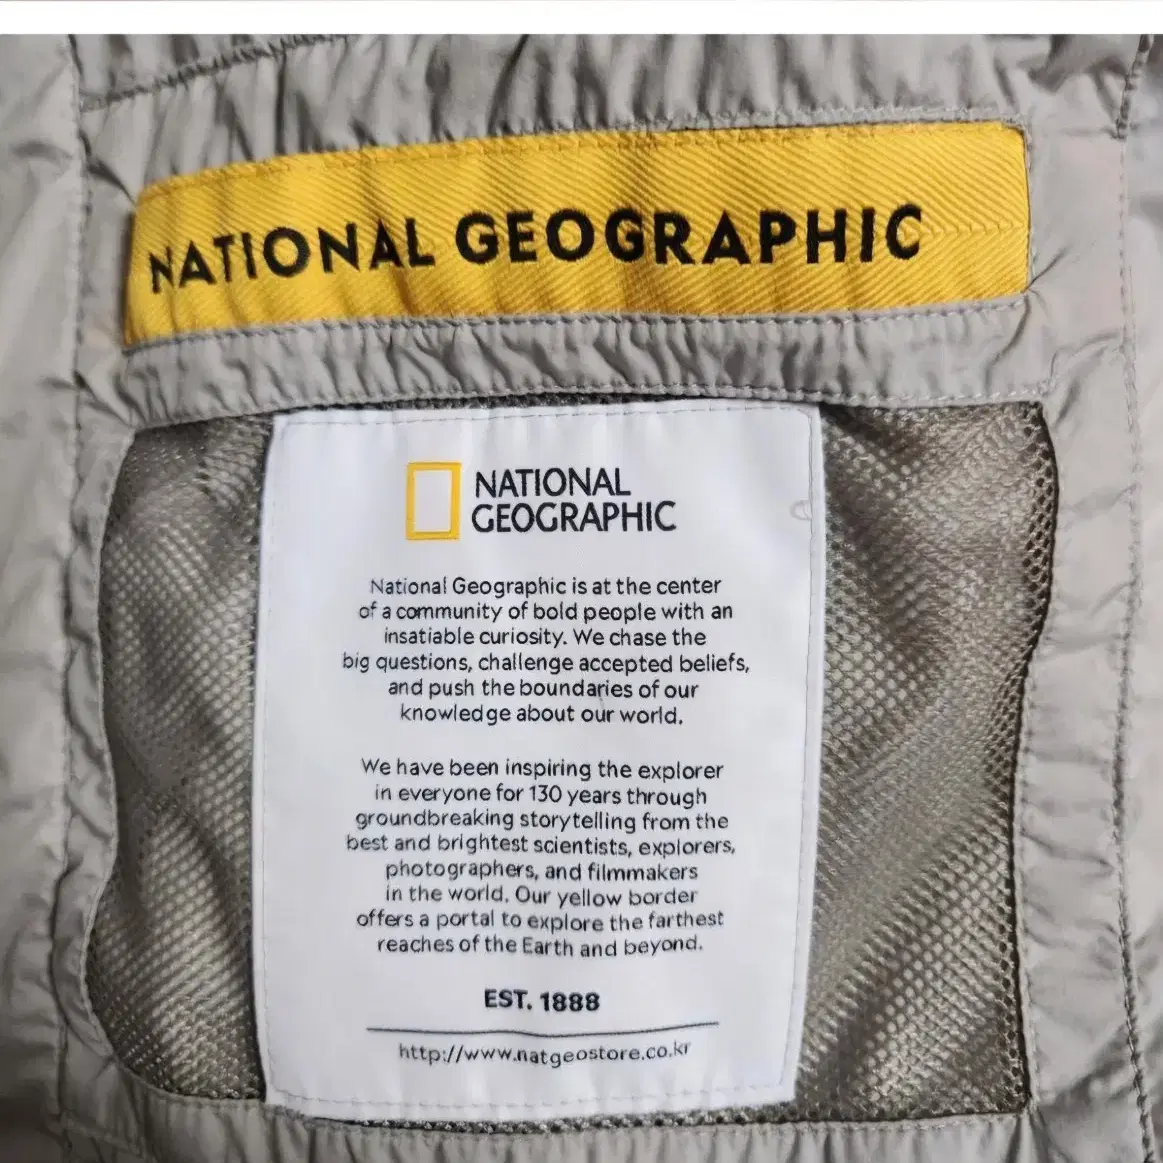 NATIONAL GEOGRAPHIC
NATIONAL
GEOGRAPHIC
National Geographic is at the center
of a community of bold people with an
insatiable curiosity. We chase the
big questions, challenge accepted beliefs,
and push the boundaries of our
knowledge about our world.
We have been inspiring the explorer
in everyone for 130 years through
groundbreaking storytelling from the
best and brightest scientists, explorers,
photographers, and filmmakers
in the world. Our yellow border
offers a portal to explore the farthest
reaches of the Earth and beyond.
EST. 1888
http://www.natgeostore.co.kr